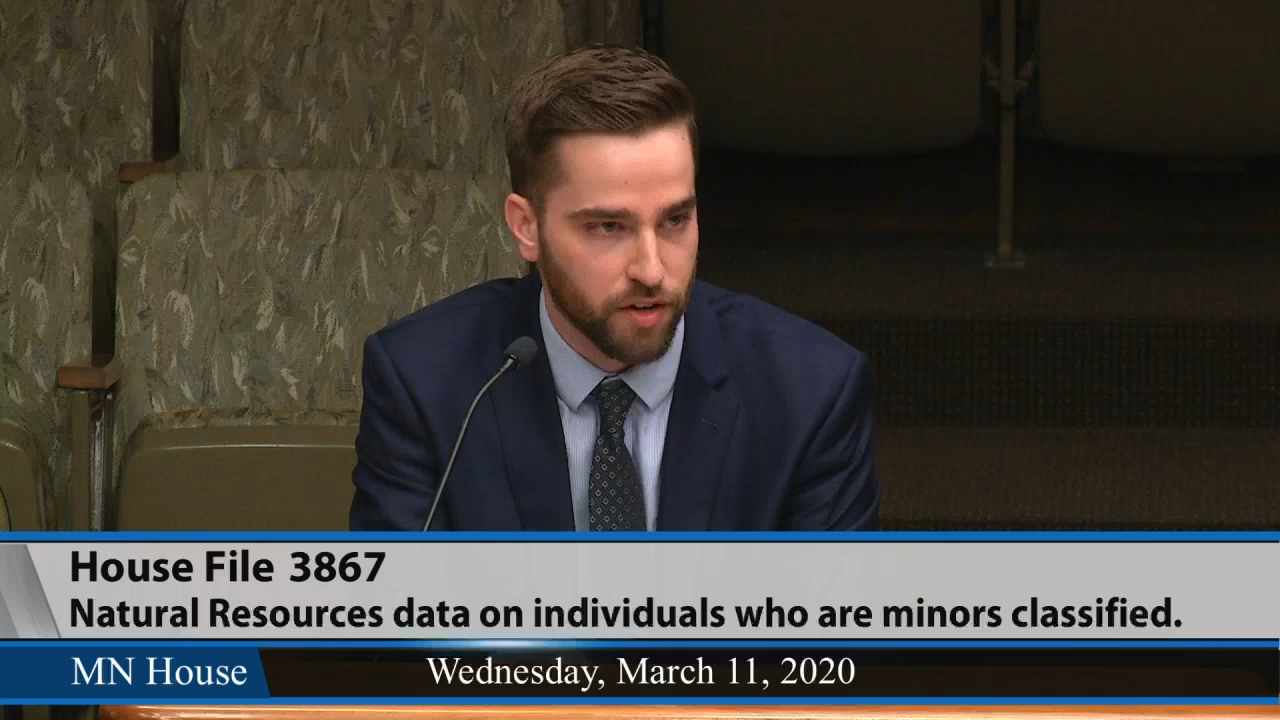 House File 3867
Natural Resources data on individuals who are minors classified.
MN House
Wednesday, March 11, 2020